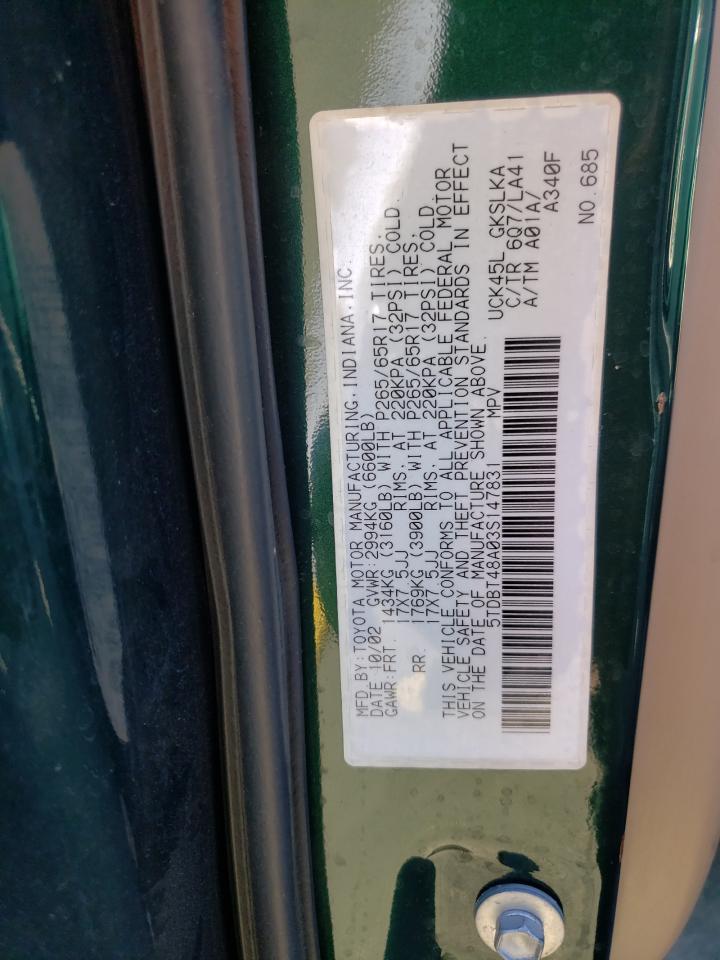 MFD.BY:TOYOTA MOTOR MANUFACTURING.INDIANA.INC.
DATE 10/02 GVWR:2994KG (6600LB)
GAWR:FRT. 1434KG (3160LB) WITH P265/65R17 TIRES.
17X7.5JJ RIMS. AT 220KPA (32PSI) COLD.
RR. 1769KG (3900LB) WITH P265/65R17 TIRES.
17X7.5JJ RIMS. AT 220KPA (32PSI) COLD.
THIS VEHICLE CONFORMS TO ALL APPLICABLE FEDERAL MOTOR
VEHICLE SAFETY AND THEFT PREVENTION STANDARDS IN EFFECT
ON THE DATE OF MANUFACTURE SHOWN ABOVE.
5TDBT48A03S147831 MPV
UCK45L GKSLKA
C/TR 6Q7/LA41
A/TM A01A/
A340F
NO.685